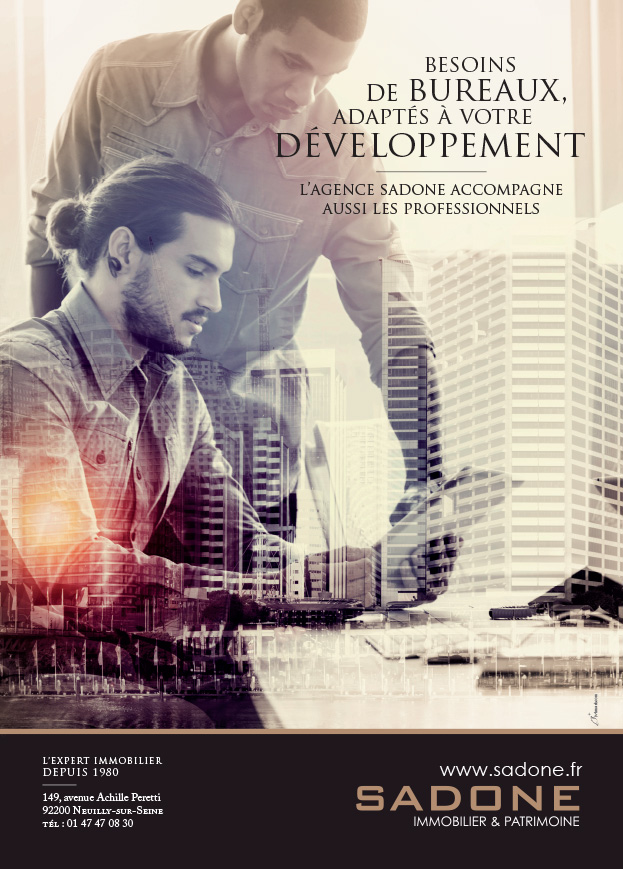 BESOINS
DE BUREAUX,
ADAPTÉS À VOTRE
DÉVELOPPEMENT
L'AGENCE SADONE ACCOMPAGNE
AUSSI LES PROFESSIONNELS
L'EXPERT IMMOBILIER
DEPUIS 1980
149, avenue Achille Peretti
92200 NEUILLY-SUR-SEINE
TÉL : 01 47 47 08 30
www.sadone.fr
SADONE
IMMOBILIER & PATRIMOINE